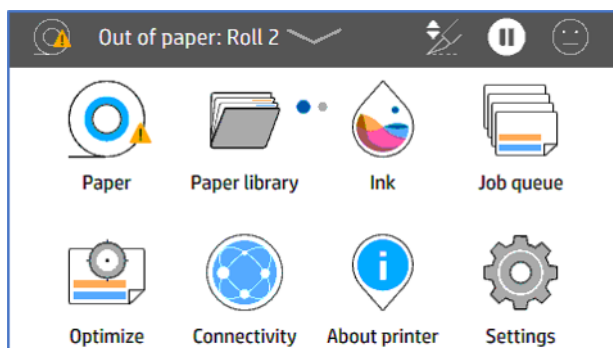 Out of paper: Roll 2
Paper
Paper library
Ink
Job queue
Optimize
Connectivity
About printer
Settings